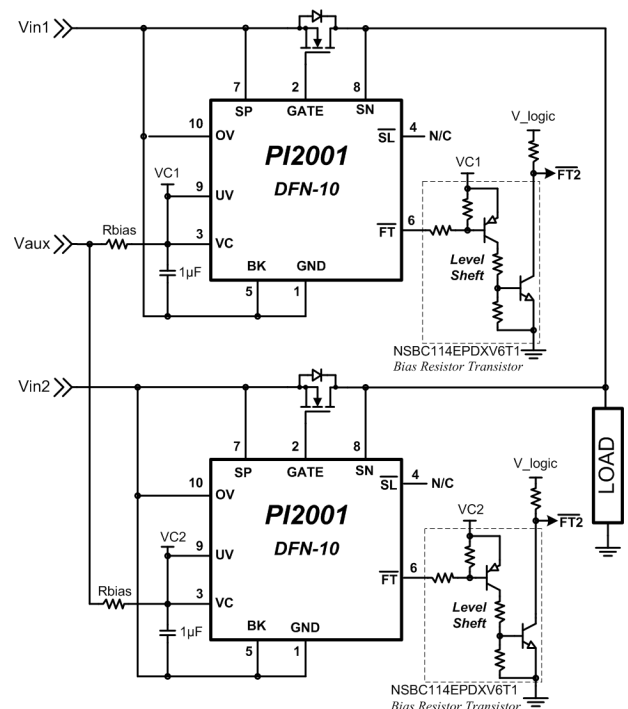 Vin1
7
2
8
SP
GATE
SN
10
OV
SL
4
N/C
V_logic
PI2001
DFN-10
VC1
9
UV
VC1
FT2
Rbias
Vaux
3
VC
FT
6
Level
Sheft
1µF
BK
GND
5
1
NSBC114EPDXV6T1
Bias Resistor Transistor
Vin2
7
2
8
SP
GATE
SN
10
OV
SL
4
N/C
V_logic
LOAD
PI2001
DFN-10
VC2
9
UV
VC2
FT2
Rbias
3
VC
FT
6
Level
Sheft
1µF
BK
GND
5
1
NSBC114EPDXV6T1
Bias Resistor Transistor